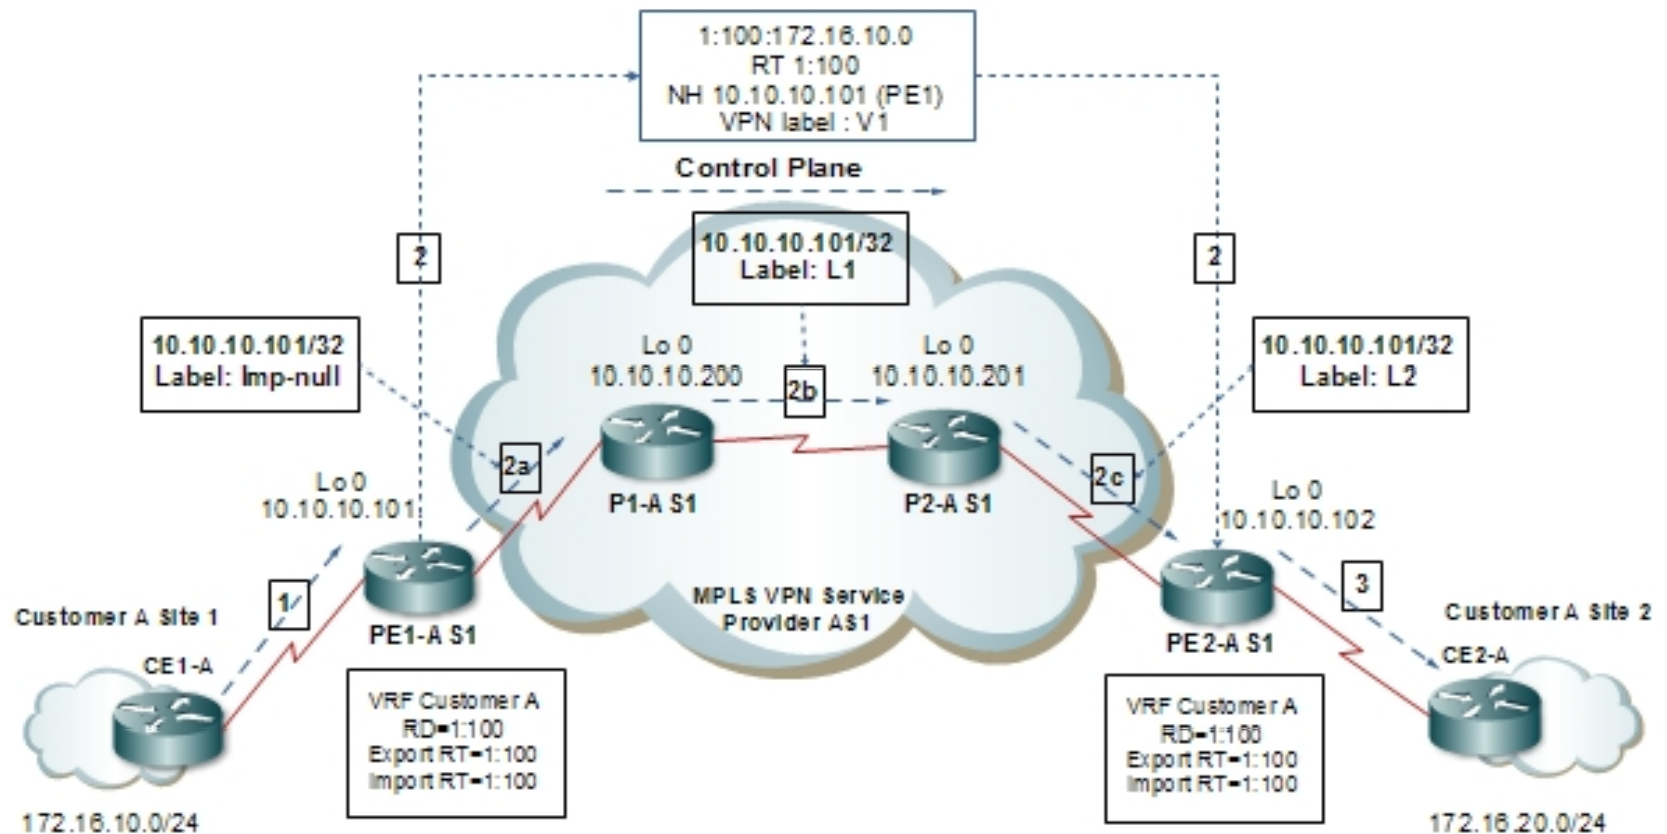 1:100:172.16.10.0
RT 1:100
NH 10.10.10.101 (PE1)
VPN label : V1
Control Plane
10.10.10.101/32
Label: L1
2
2
10.10.10.101/32
Label: Imp-null
10.10.10.101/32
Label: L2
Lo 0
10.10.10.200
Lo 0
10.10.10.201
2b
2a
2c
P1-A S1
P2-A S1
Lo 0
10.10.10.101
Lo 0
10.10.10.102
1
3
MPLS VPN Service
Provider AS1
Customer A Site 1
Customer A Site 2
PE1-A S1
PE2-A S1
CE1-A
CE2-A
VRF Customer A
RD=1:100
Export RT=1:100
Import RT=1:100
VRF Customer A
RD=1:100
Export RT=1:100
Import RT=1:100
172.16.10.0/24
172.16.20.0/24